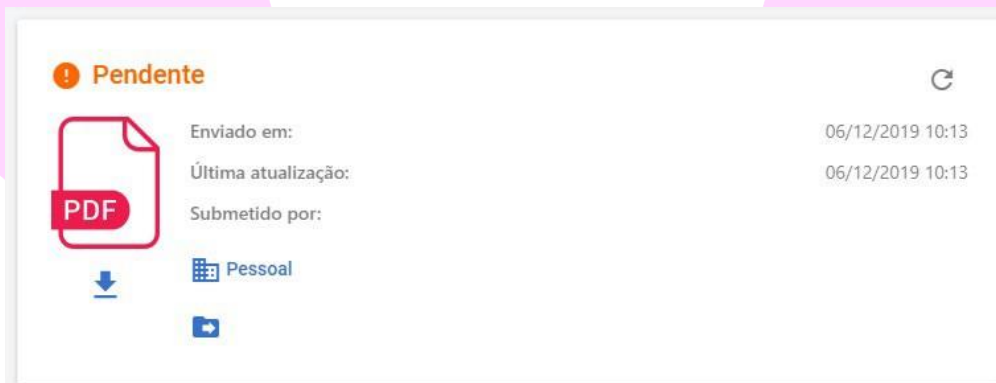 Pendente
Enviado em: 06/12/2019 10:13
Última atualização: 06/12/2019 10:13
PDF
Submetido por:
Pessoal